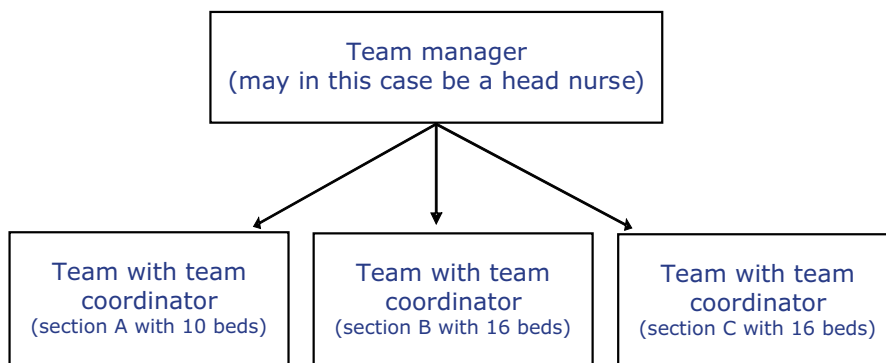 Team manager
(may in this case be a head nurse)
Team with team
coordinator
(section A with 10 beds)
Team with team
coordinator
(section B with 16 beds)
Team with team
coordinator
(section C with 16 beds)